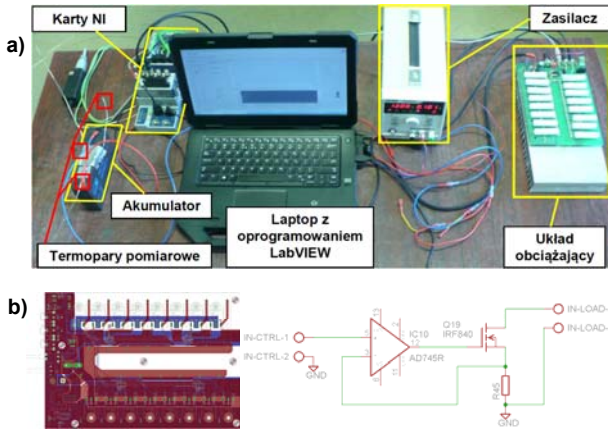 a)
Karty NI
Zasilacz
Akumulator
Termopary pomiarowe
Laptop z
oprogramowaniem
LabVIEW
Układ
obciążający
b)
IN-CTRL-1
IN-CTRL-2
GND
IC10
AD745R
Q19
IRF840
R45
GND
IN-LOAD-
IN-LOAD-